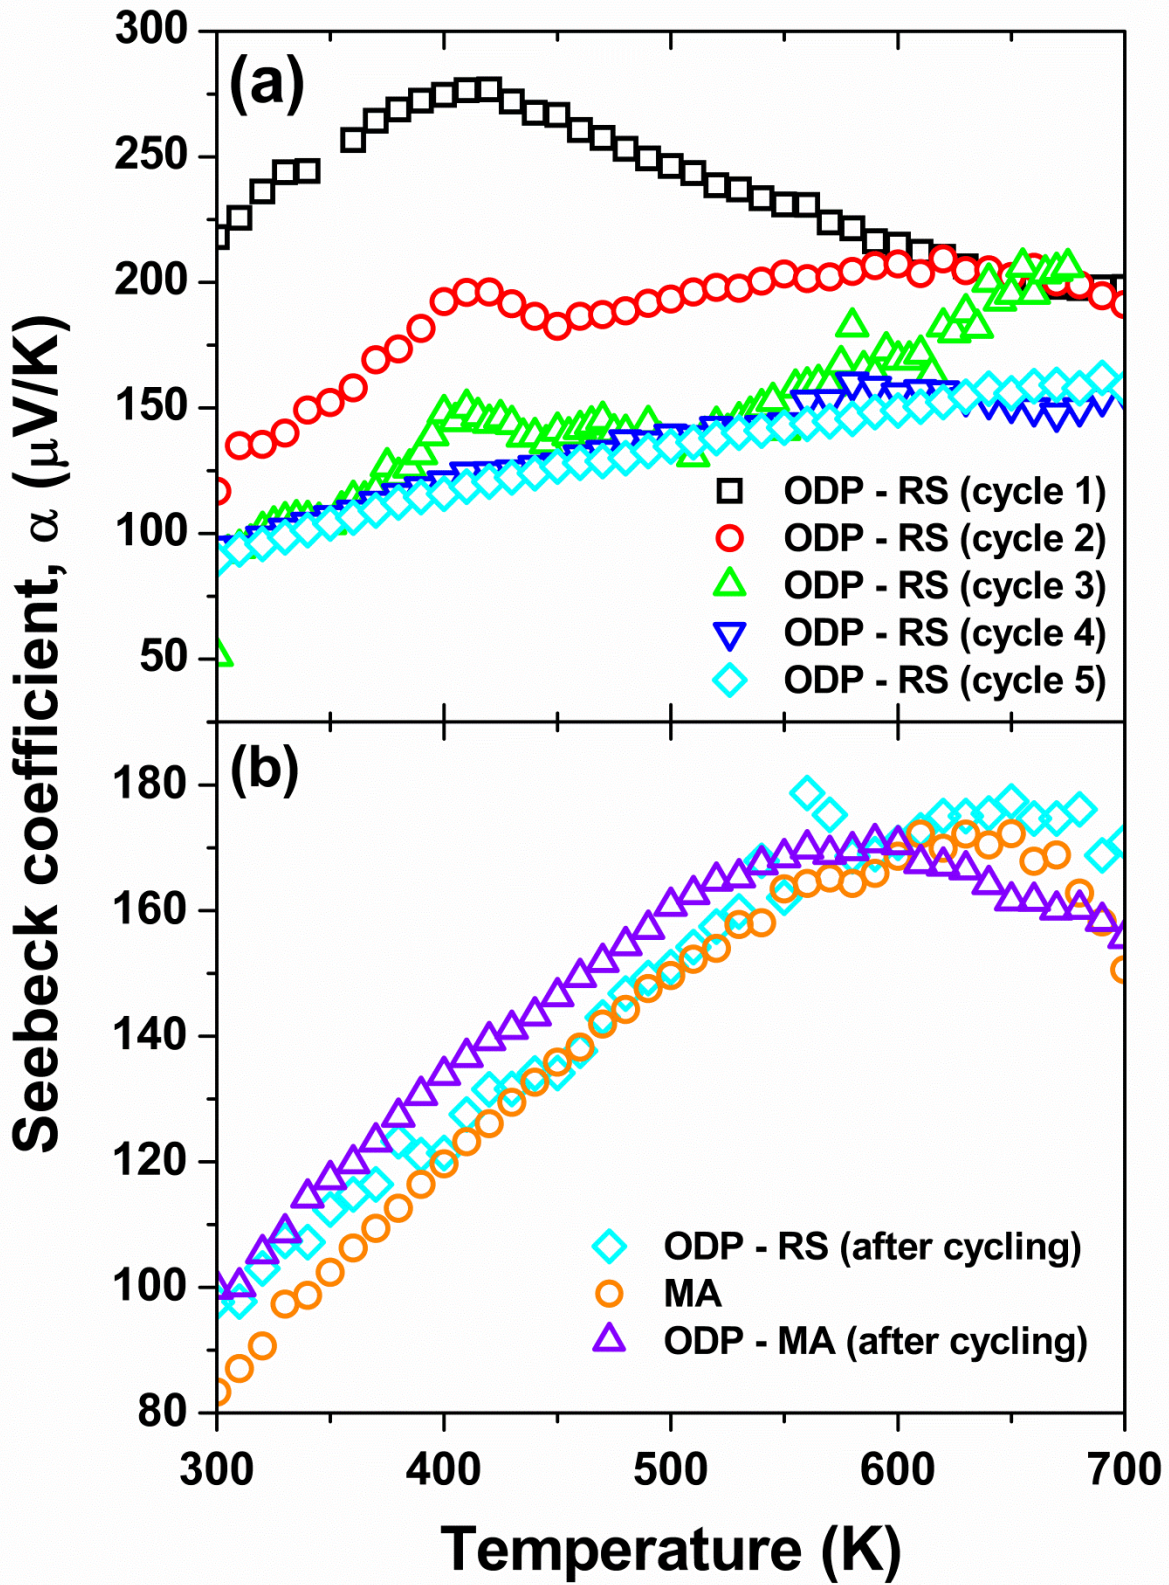 Seebeck coefficient, α (μV/K)
(a)
300
250
200
150
100
50
ODP - RS (cycle 1)
ODP - RS (cycle 2)
ODP - RS (cycle 3)
ODP - RS (cycle 4)
ODP - RS (cycle 5)
(b)
180
160
140
120
100
80
ODP - RS (after cycling)
MA
ODP - MA (after cycling)
300 400 500 600 700
Temperature (K)